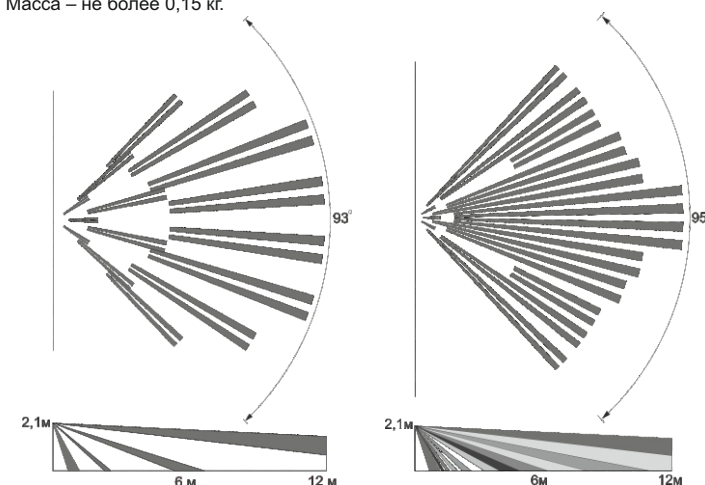 Масса – не более 0,15 кг.
93°
95
2,1м
6 м
12 м
2,1м
6м
12м